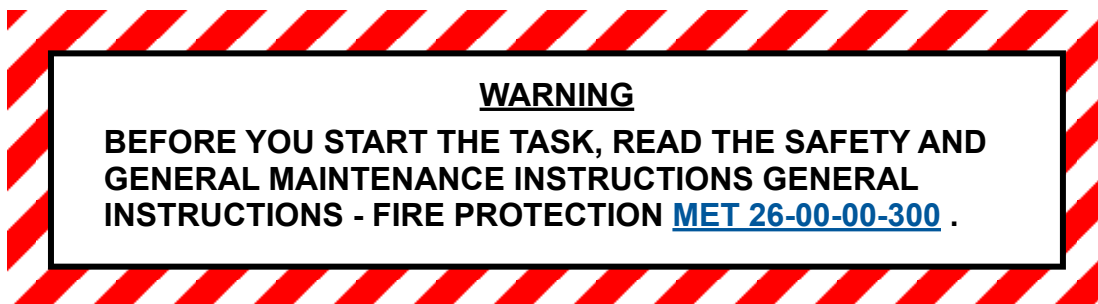 WARNING
BEFORE YOU START THE TASK, READ THE SAFETY AND
GENERAL MAINTENANCE INSTRUCTIONS GENERAL
INSTRUCTIONS - FIRE PROTECTION MET 26-00-00-300 .